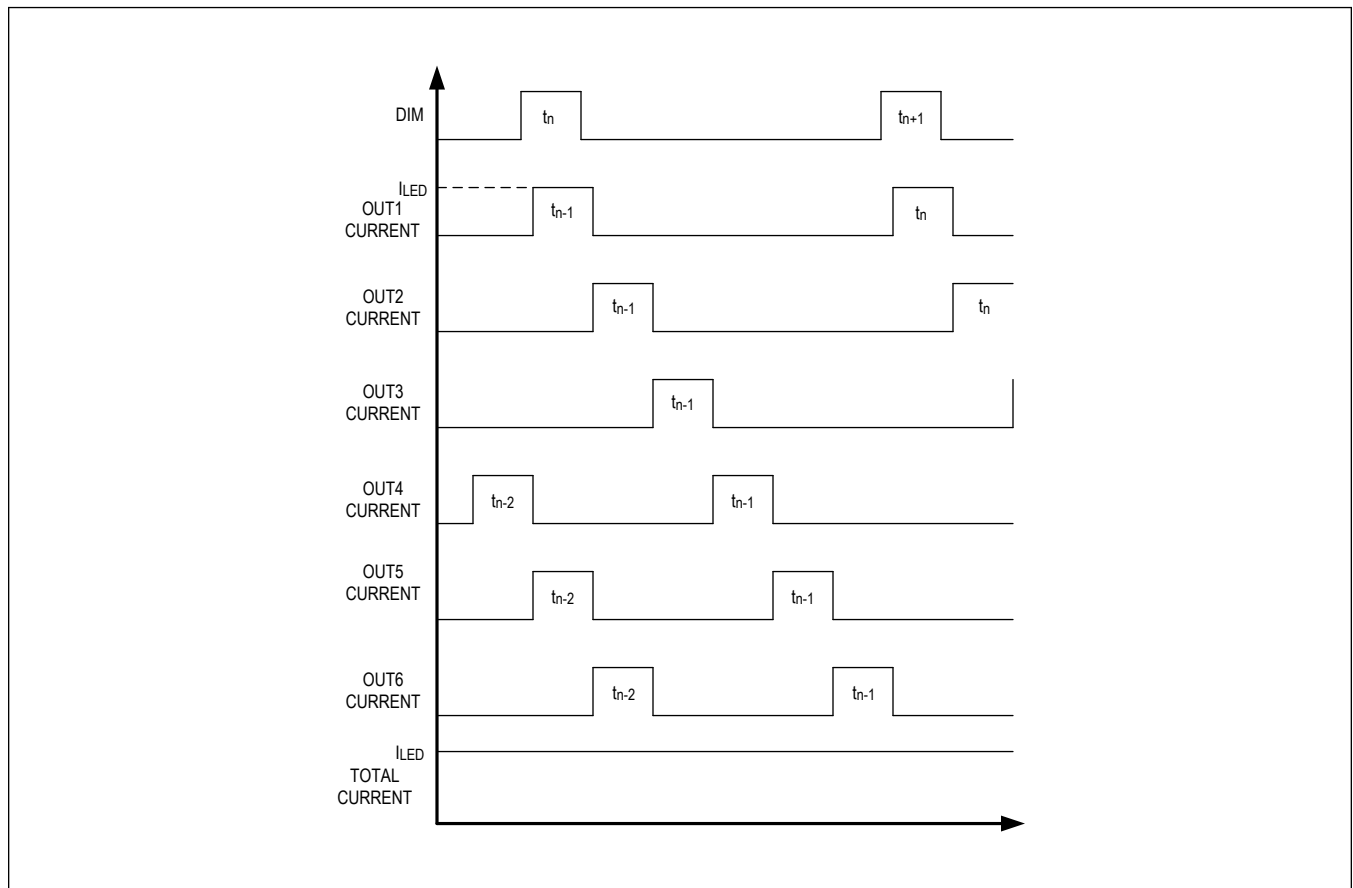 DIM
tn
tn+1
ILED
OUT1
CURRENT
tn-1
tn
OUT2
CURRENT
tn-1
tn
OUT3
CURRENT
tn-1
OUT4
CURRENT
tn-2
tn-1
OUT5
CURRENT
tn-2
tn-1
OUT6
CURRENT
tn-2
tn-1
ILED
TOTAL
CURRENT